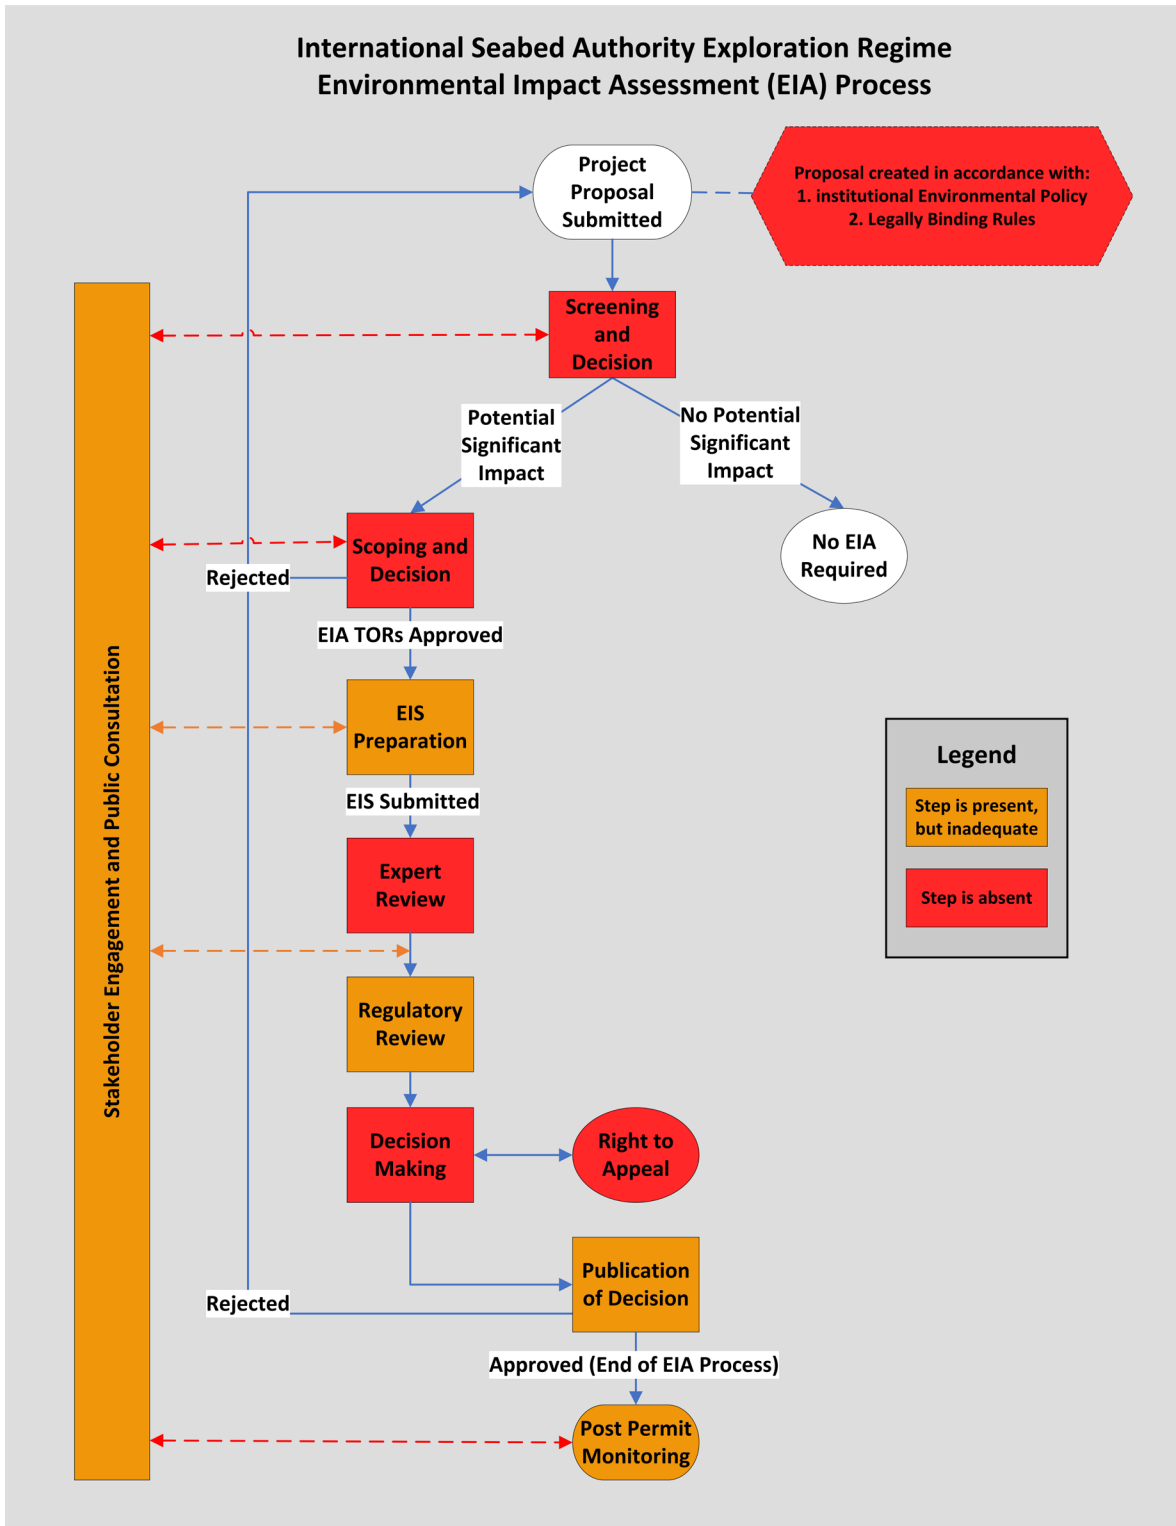 International Seabed Authority Exploration Regime
Environmental Impact Assessment (EIA) Process
Project
Proposal
Submitted
Proposal created in accordance with:
1. institutional Environmental Policy
2. Legally Binding Rules
Screening
and
Decision
Potential
Significant
Impact
No Potential
Significant
Impact
Scoping and
Decision
No EIA
Required
Rejected
EIA TORs Approved
Stakeholder Engagement and Public Consultation
EIS
Preparation
EIS Submitted
Legend
Step is present,
but inadequate
Step is absent
Expert
Review
Regulatory
Review
Decision
Making
Right to
Appeal
Publication
of Decision
Rejected
Approved (End of EIA Process)
Post Permit
Monitoring